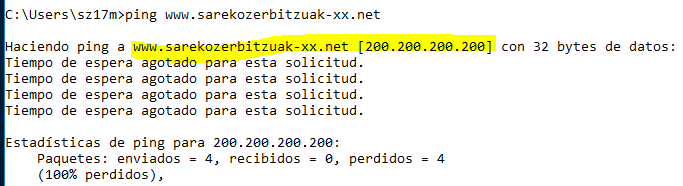 C:\Users\sz17m>ping www.sarekozerbitzuak-xx.net
Haciendo ping a www.sarekozerbitzuak-xx.net [200.200.200.200] con 32 bytes de datos:
Tiempo de espera agotado para esta solicitud.
Tiempo de espera agotado para esta solicitud.
Tiempo de espera agotado para esta solicitud.
Tiempo de espera agotado para esta solicitud.
Estadísticas de ping para 200.200.200.200:
Paquetes: enviados = 4, recibidos = 0, perdidos = 4
(100% perdidos),